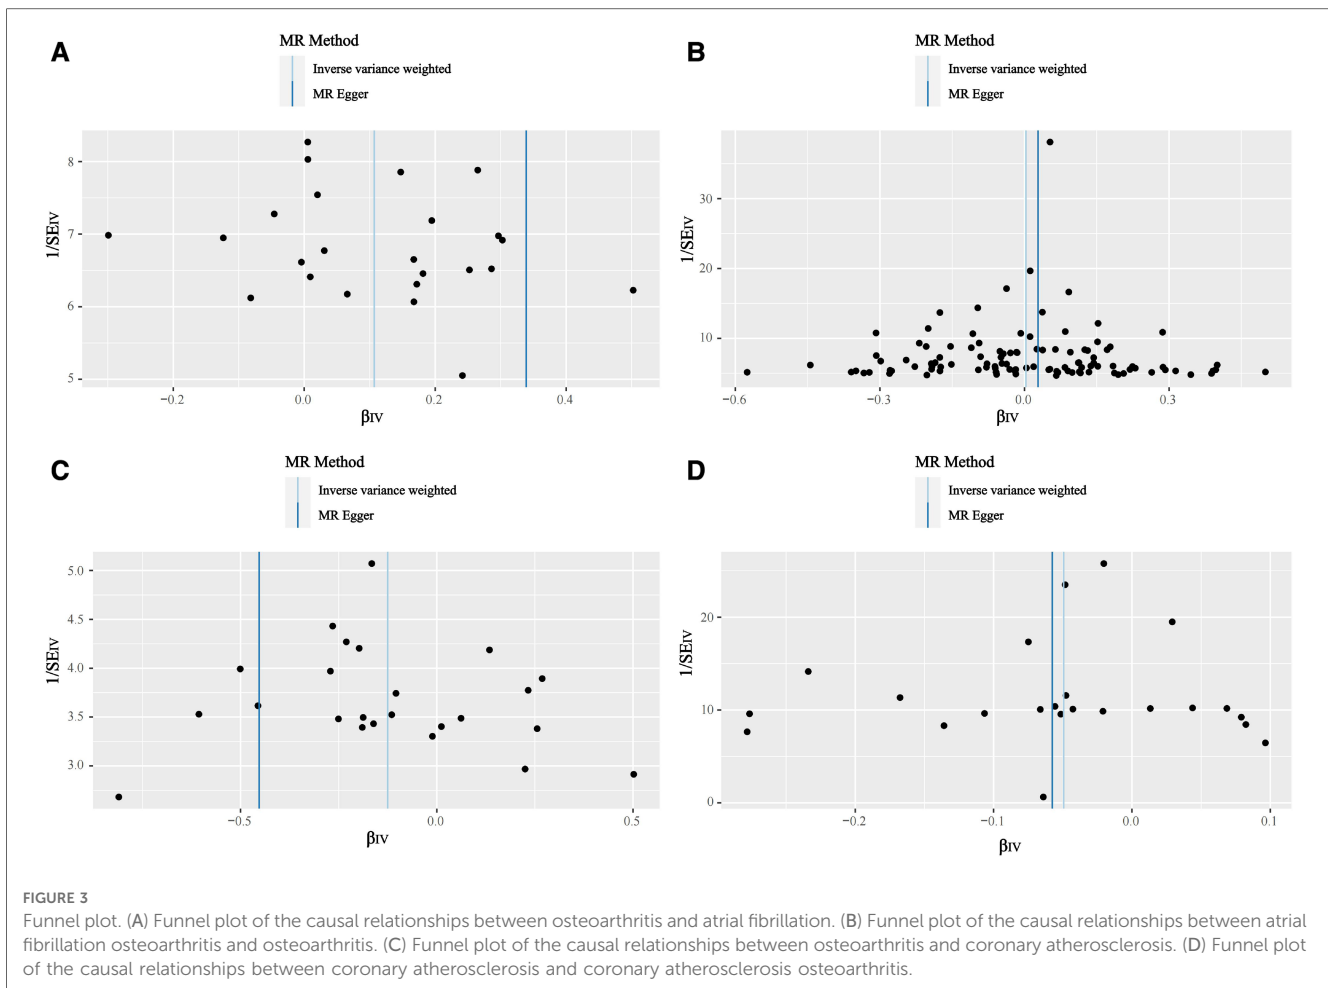 A
MR Method
Inverse variance weighted
MR Egger
8
7
6
5
1/SEIV
−0.2
0.0
0.2
0.4
βIV
B
MR Method
Inverse variance weighted
MR Egger
30
20
10
1/SEIV
−0.6
−0.3
0.0
0.3
βIV
C
MR Method
Inverse variance weighted
MR Egger
5.0
4.5
4.0
3.5
3.0
1/SEIV
−0.5
0.0
0.5
βIV
D
MR Method
Inverse variance weighted
MR Egger
20
10
0
1/SEIV
−0.2
−0.1
0.0
0.1
βIV
FIGURE 3
Funnel plot. (A) Funnel plot of the causal relationships between osteoarthritis and atrial fibrillation. (B) Funnel plot of the causal relationships between atrial
fibrillation osteoarthritis and osteoarthritis. (C) Funnel plot of the causal relationships between osteoarthritis and coronary atherosclerosis. (D) Funnel plot
of the causal relationships between coronary atherosclerosis and coronary atherosclerosis osteoarthritis.